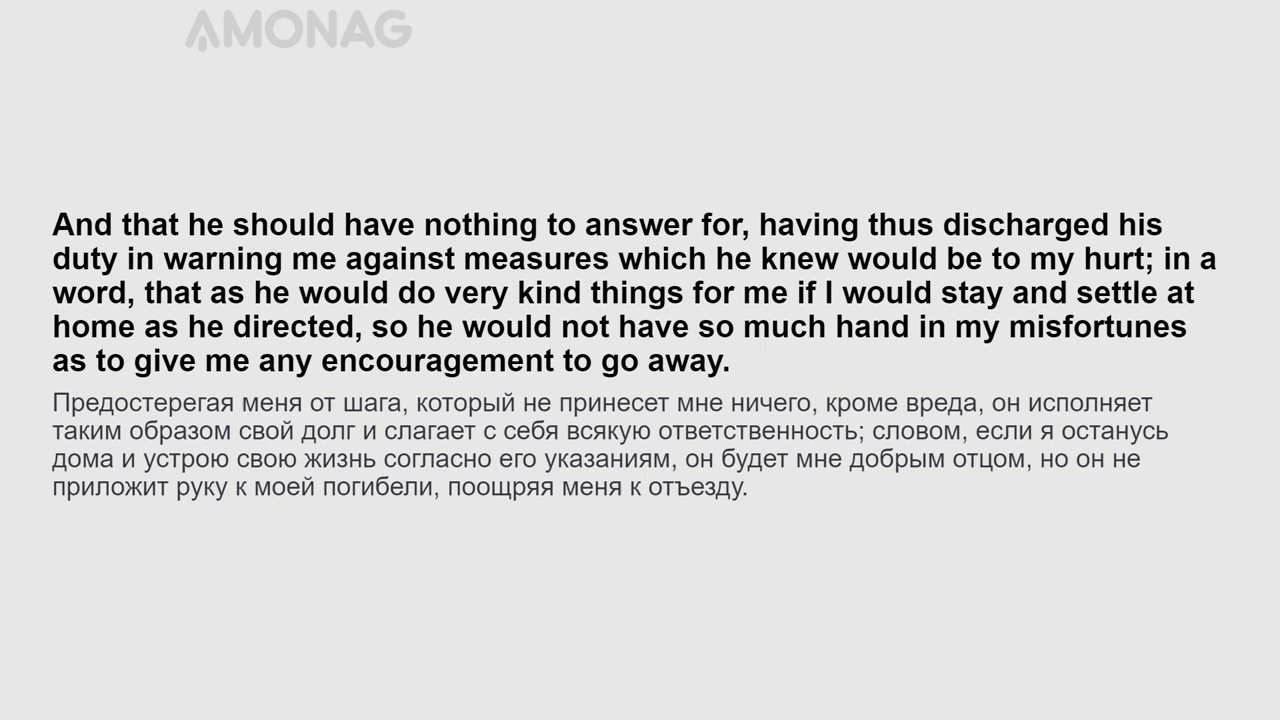 AMONAG
And that he should have nothing to answer for, having thus discharged his
duty in warning me against measures which he knew would be to my hurt; in a
word, that as he would do very kind things for me if I would stay and settle at
home as he directed, so he would not have so much hand in my misfortunes
as to give me any encouragement to go away.
Предостерегая меня от шага, который не принесет мне ничего, кроме вреда, он исполняет
таким образом свой долг и слагает с себя всякую ответственность; словом, если я останусь
дома и устрою свою жизнь согласно его указаниям, он будет мне добрым отцом, но он не
приложит руку к моей погибели, поощряя меня к отъезду.